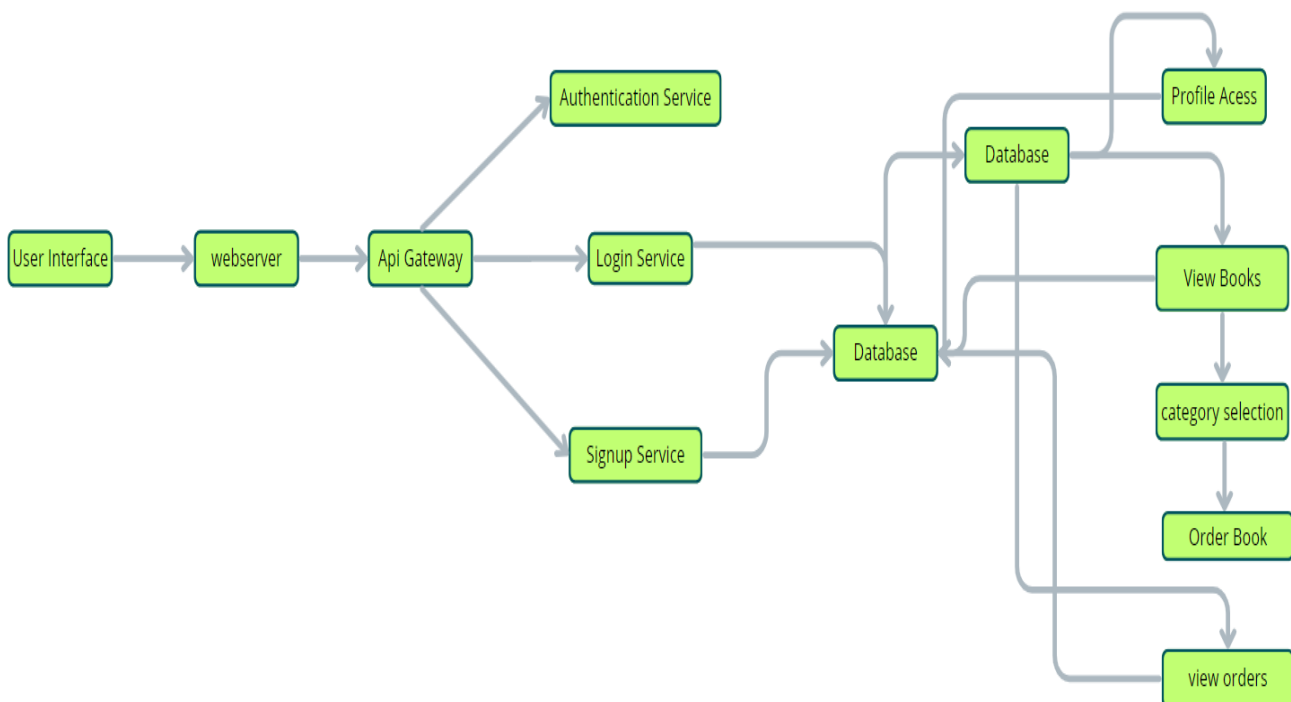 Authentication Service
Profile Acess
Database
User Interface
webserver
Api Gateway
Login Service
View Books
Database
category selection
Signup Service
Order Book
view orders